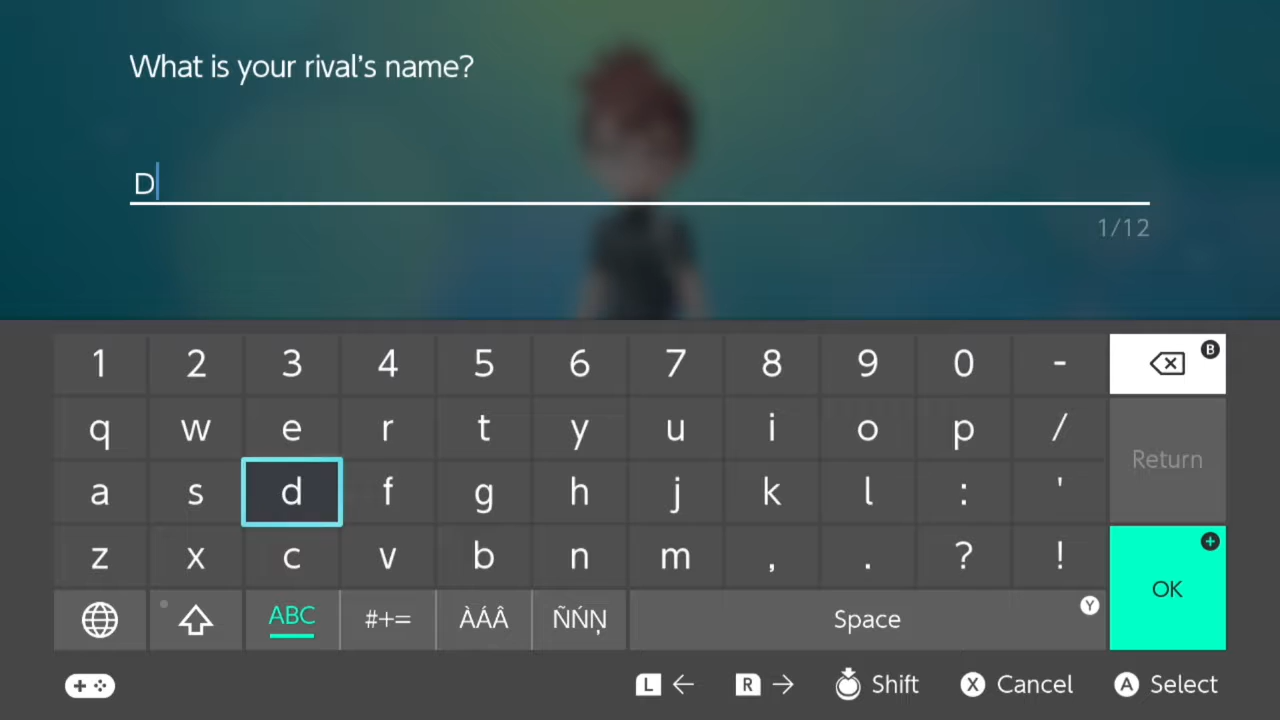 What is your rival's name?
D
1/12
1 2 3 4 5 6 7 8 9 0 - B
q w e r t y u i o p /
Return
a s d f g h j k l : '
z x c v b n m , . ? ! +
OK
ABC #+= ÀÁÂ ÑŃŅ Space Y
L ← R → Shift X Cancel A Select